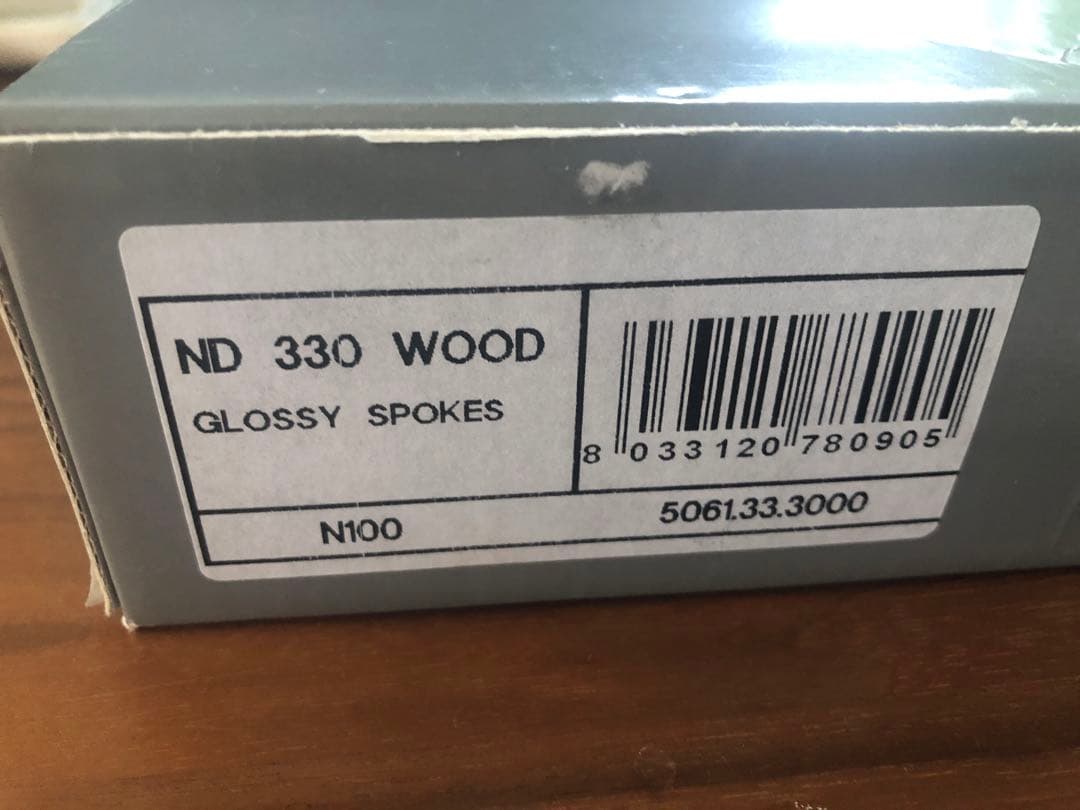 ND 330 WOOD
GLOSSY SPOKES
8 033120 780905
N100
5061.33.3000